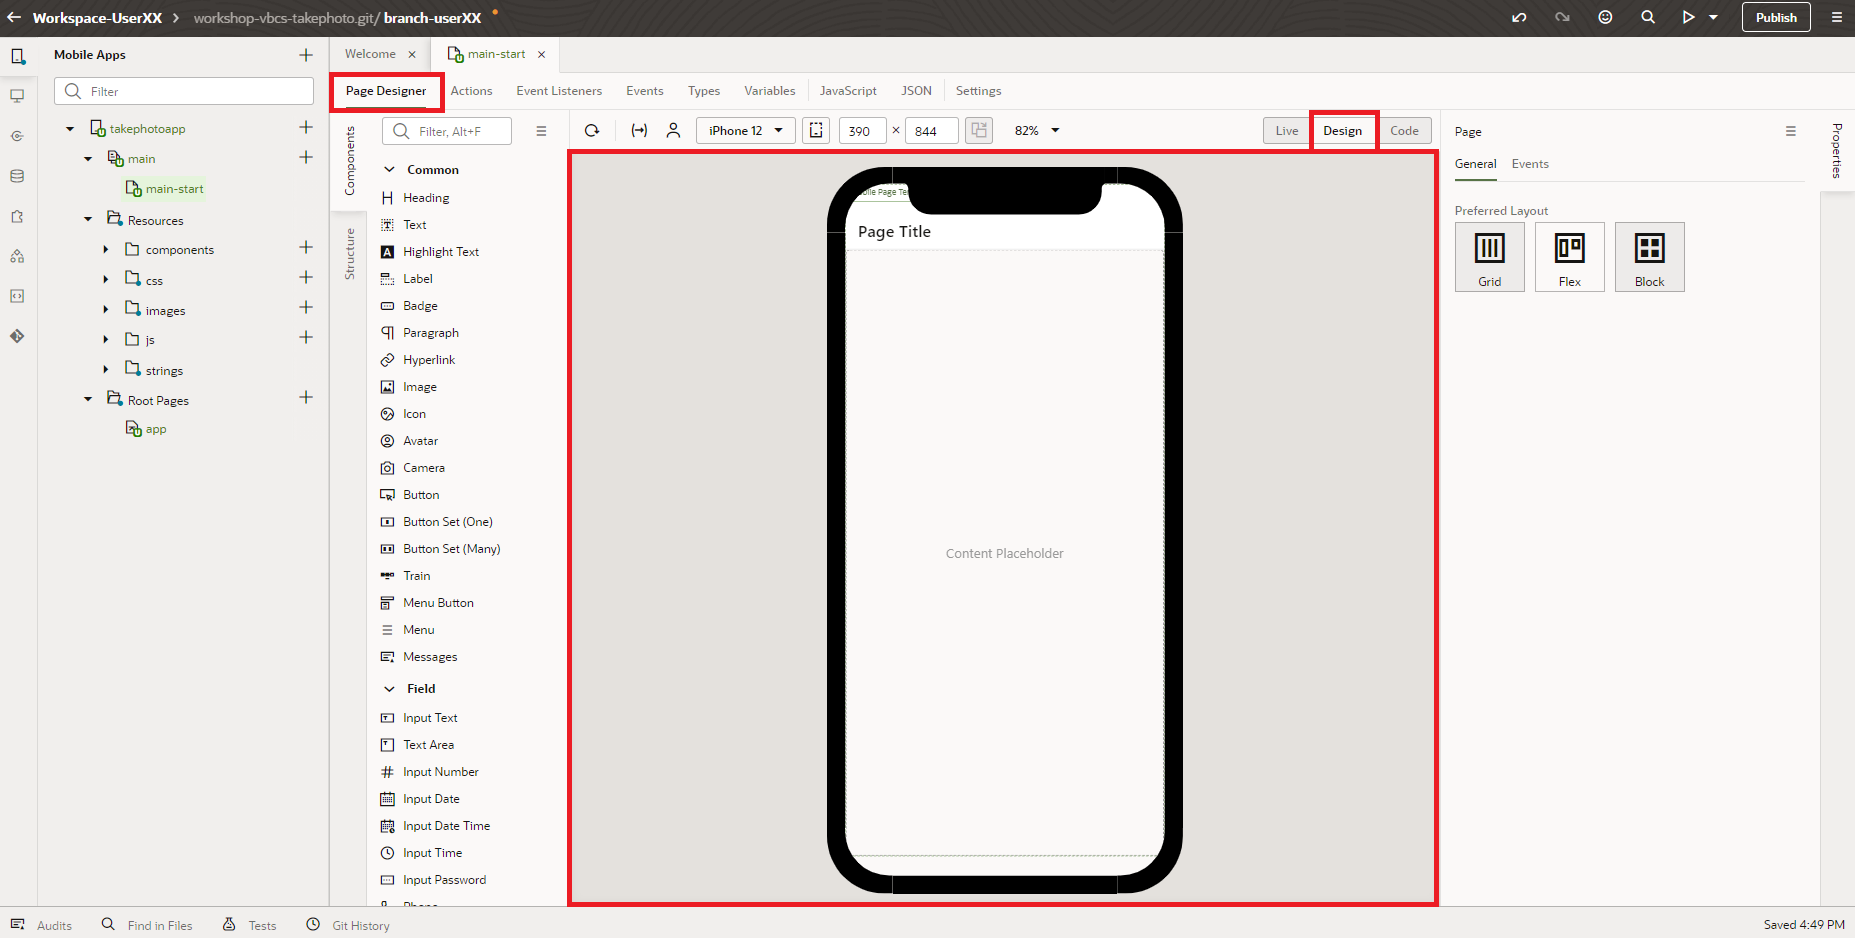 Workspace-UserXX > workshop-vbcs-takephoto.git/ branch-userXX
Publish
Mobile Apps
Filter
takephotoapp
main
main-start
Resources
components
css
images
js
strings
Root Pages
app
Welcome
main-start
Page Designer
Actions
Event Listeners
Events
Types
Variables
JavaScript
JSON
Settings
Components
Structure
Filter, Alt+F
iPhone 12
390 × 844
82%
Live
Design
Code
Common
Heading
Text
Highlight Text
Label
Badge
Paragraph
Hyperlink
Image
Icon
Avatar
Camera
Button
Button Set (One)
Button Set (Many)
Train
Menu Button
Menu
Messages
Field
Input Text
Text Area
Input Number
Input Date
Input Date Time
Input Time
Input Password
Page Title
Content Placeholder
Page
General
Events
Preferred Layout
Grid
Flex
Block
Properties
Audits
Find in Files
Tests
Git History
Saved 4:49 PM